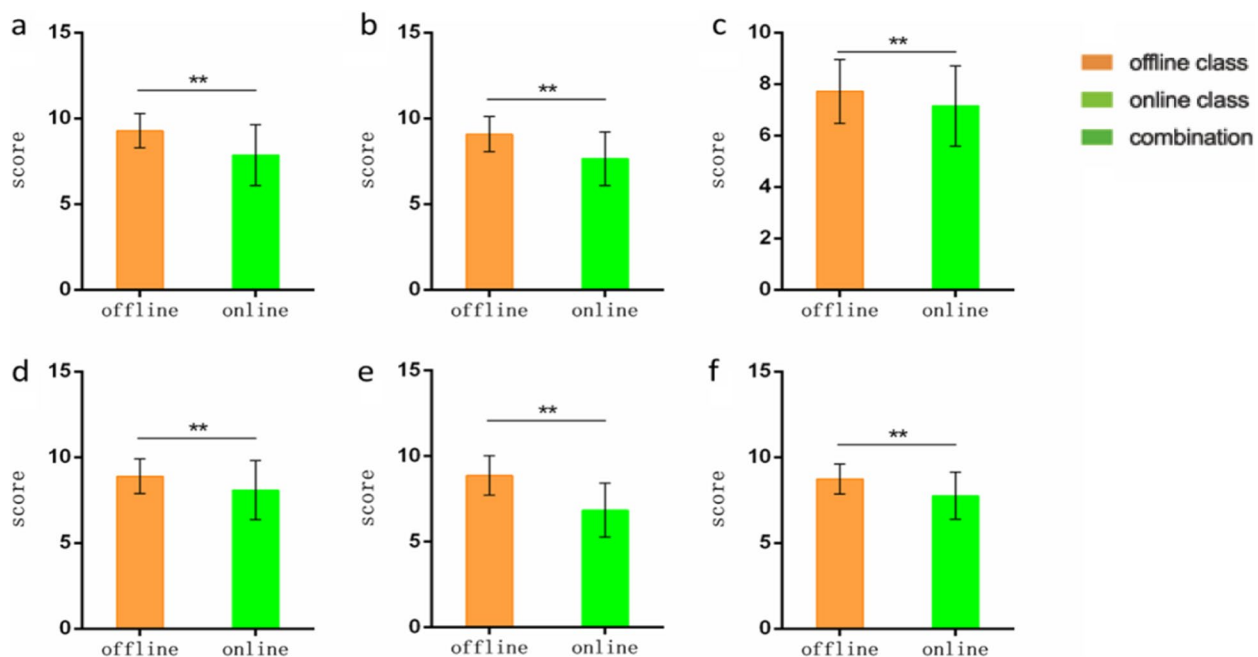 a
15
10
5
0
score
**
offline online
b
15
10
5
0
score
**
offline online
c
10
8
6
4
2
0
score
**
offline online
offline class
online class
combination
d
15
10
5
0
score
**
offline online
e
15
10
5
0
score
**
offline online
f
15
10
5
0
score
**
offline online